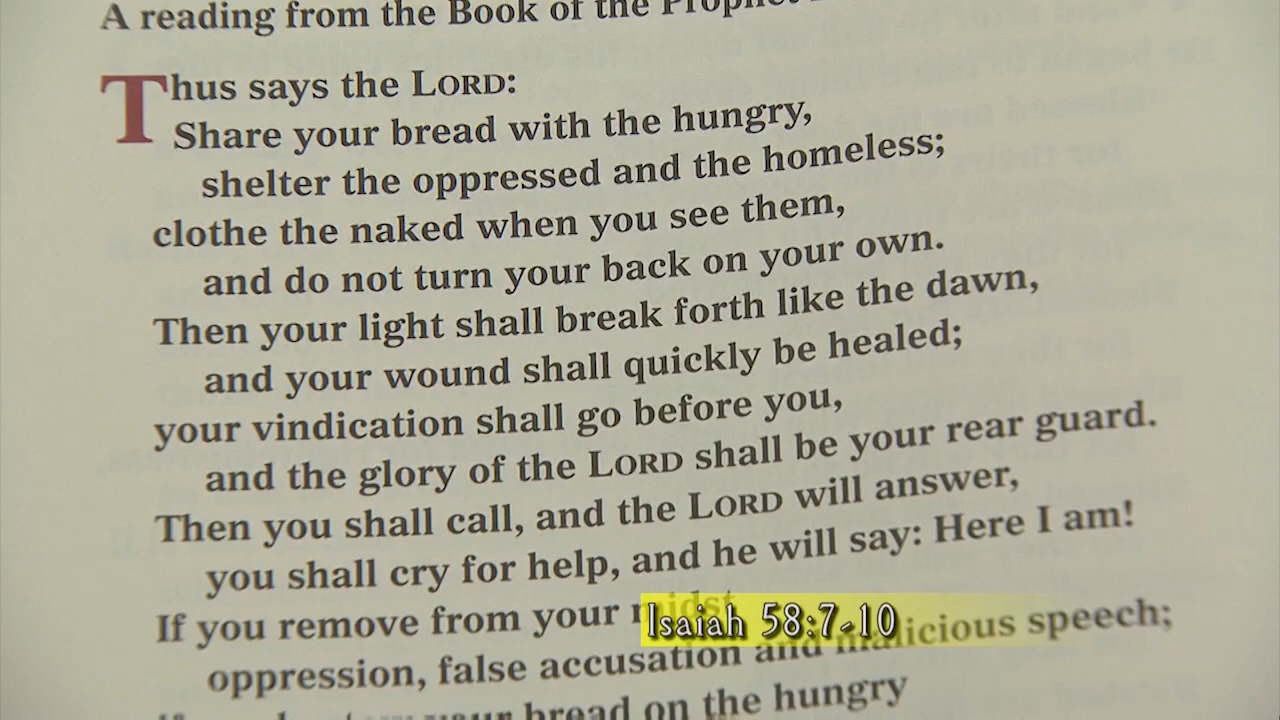 A reading from the Book of the Prophet
Thus says the LORD:
Share your bread with the hungry,
shelter the oppressed and the homeless;
clothe the naked when you see them,
and do not turn your back on your own.
Then your light shall break forth like the dawn,
and your wound shall quickly be healed;
your vindication shall go before you,
and the glory of the LORD shall be your rear guard.
Then you shall call, and the LORD will answer,
you shall cry for help, and he will say: Here I am!
If you remove from your midst
Isaiah 58:7-10
oppression, false accusation and malicious speech;
your bread on the hungry